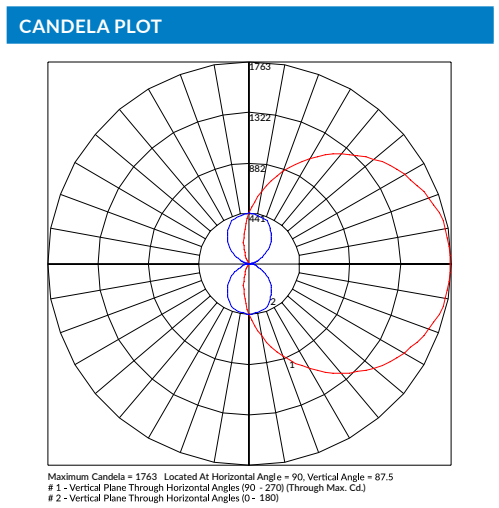 CANDELA PLOT
1763
1322
882
441
2
1
Maximum Candela = 1763 Located At Horizontal Angle = 90, Vertical Angle = 87.5
# 1 - Vertical Plane Through Horizontal Angles (90 - 270) (Through Max. Cd.)
# 2 - Vertical Plane Through Horizontal Angles (0 - 180)